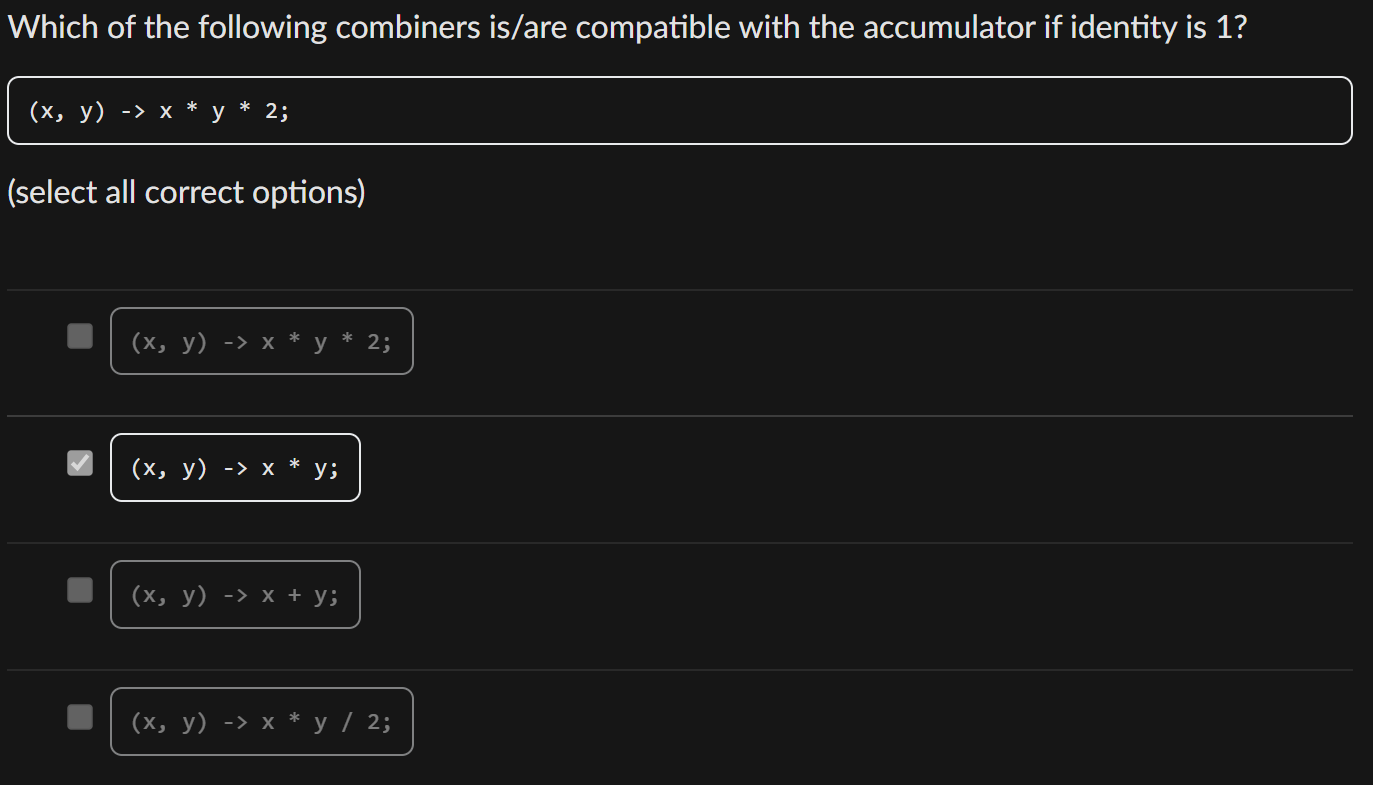 Which of the following combiners is/are compatible with the accumulator if identity is 1?
(x, y) -> x * y * 2;
(select all correct options)
(x, y) -> x * y * 2;
(x, y) -> x * y;
(x, y) -> x + y;
(x, y) -> x * y / 2;